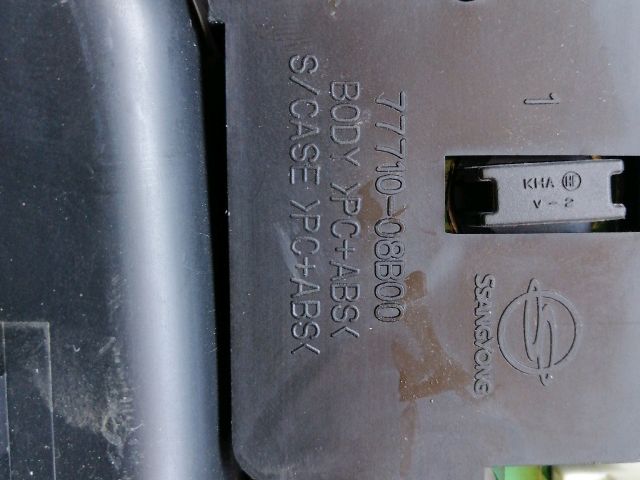 1
KHA
V-2
77710-08B00
BODY >PC+ABS<
S/CASE >PC+ABS<
SSANGYONG